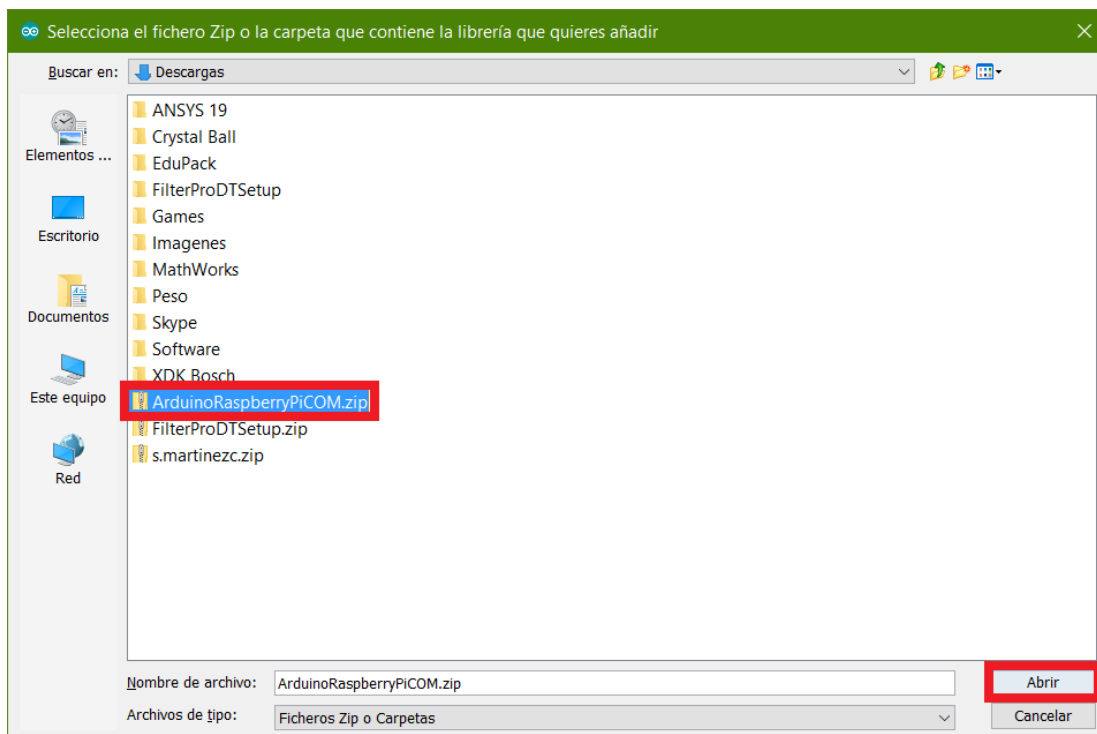 Selecciona el fichero Zip o la carpeta que contiene la librería que quieres añadir
Buscar en: Descargas
Elementos ...
Escritorio
Documentos
Este equipo
Red
ANSYS 19
Crystal Ball
EduPack
FilterProDTSetup
Games
Imagenes
MathWorks
Peso
Skype
Software
XDK Bosch
ArduinoRaspberryPiCOM.zip
FilterProDTSetup.zip
s.martinezc.zip
Nombre de archivo: ArduinoRaspberryPiCOM.zip Abrir
Archivos de tipo: Ficheros Zip o Carpetas Cancelar